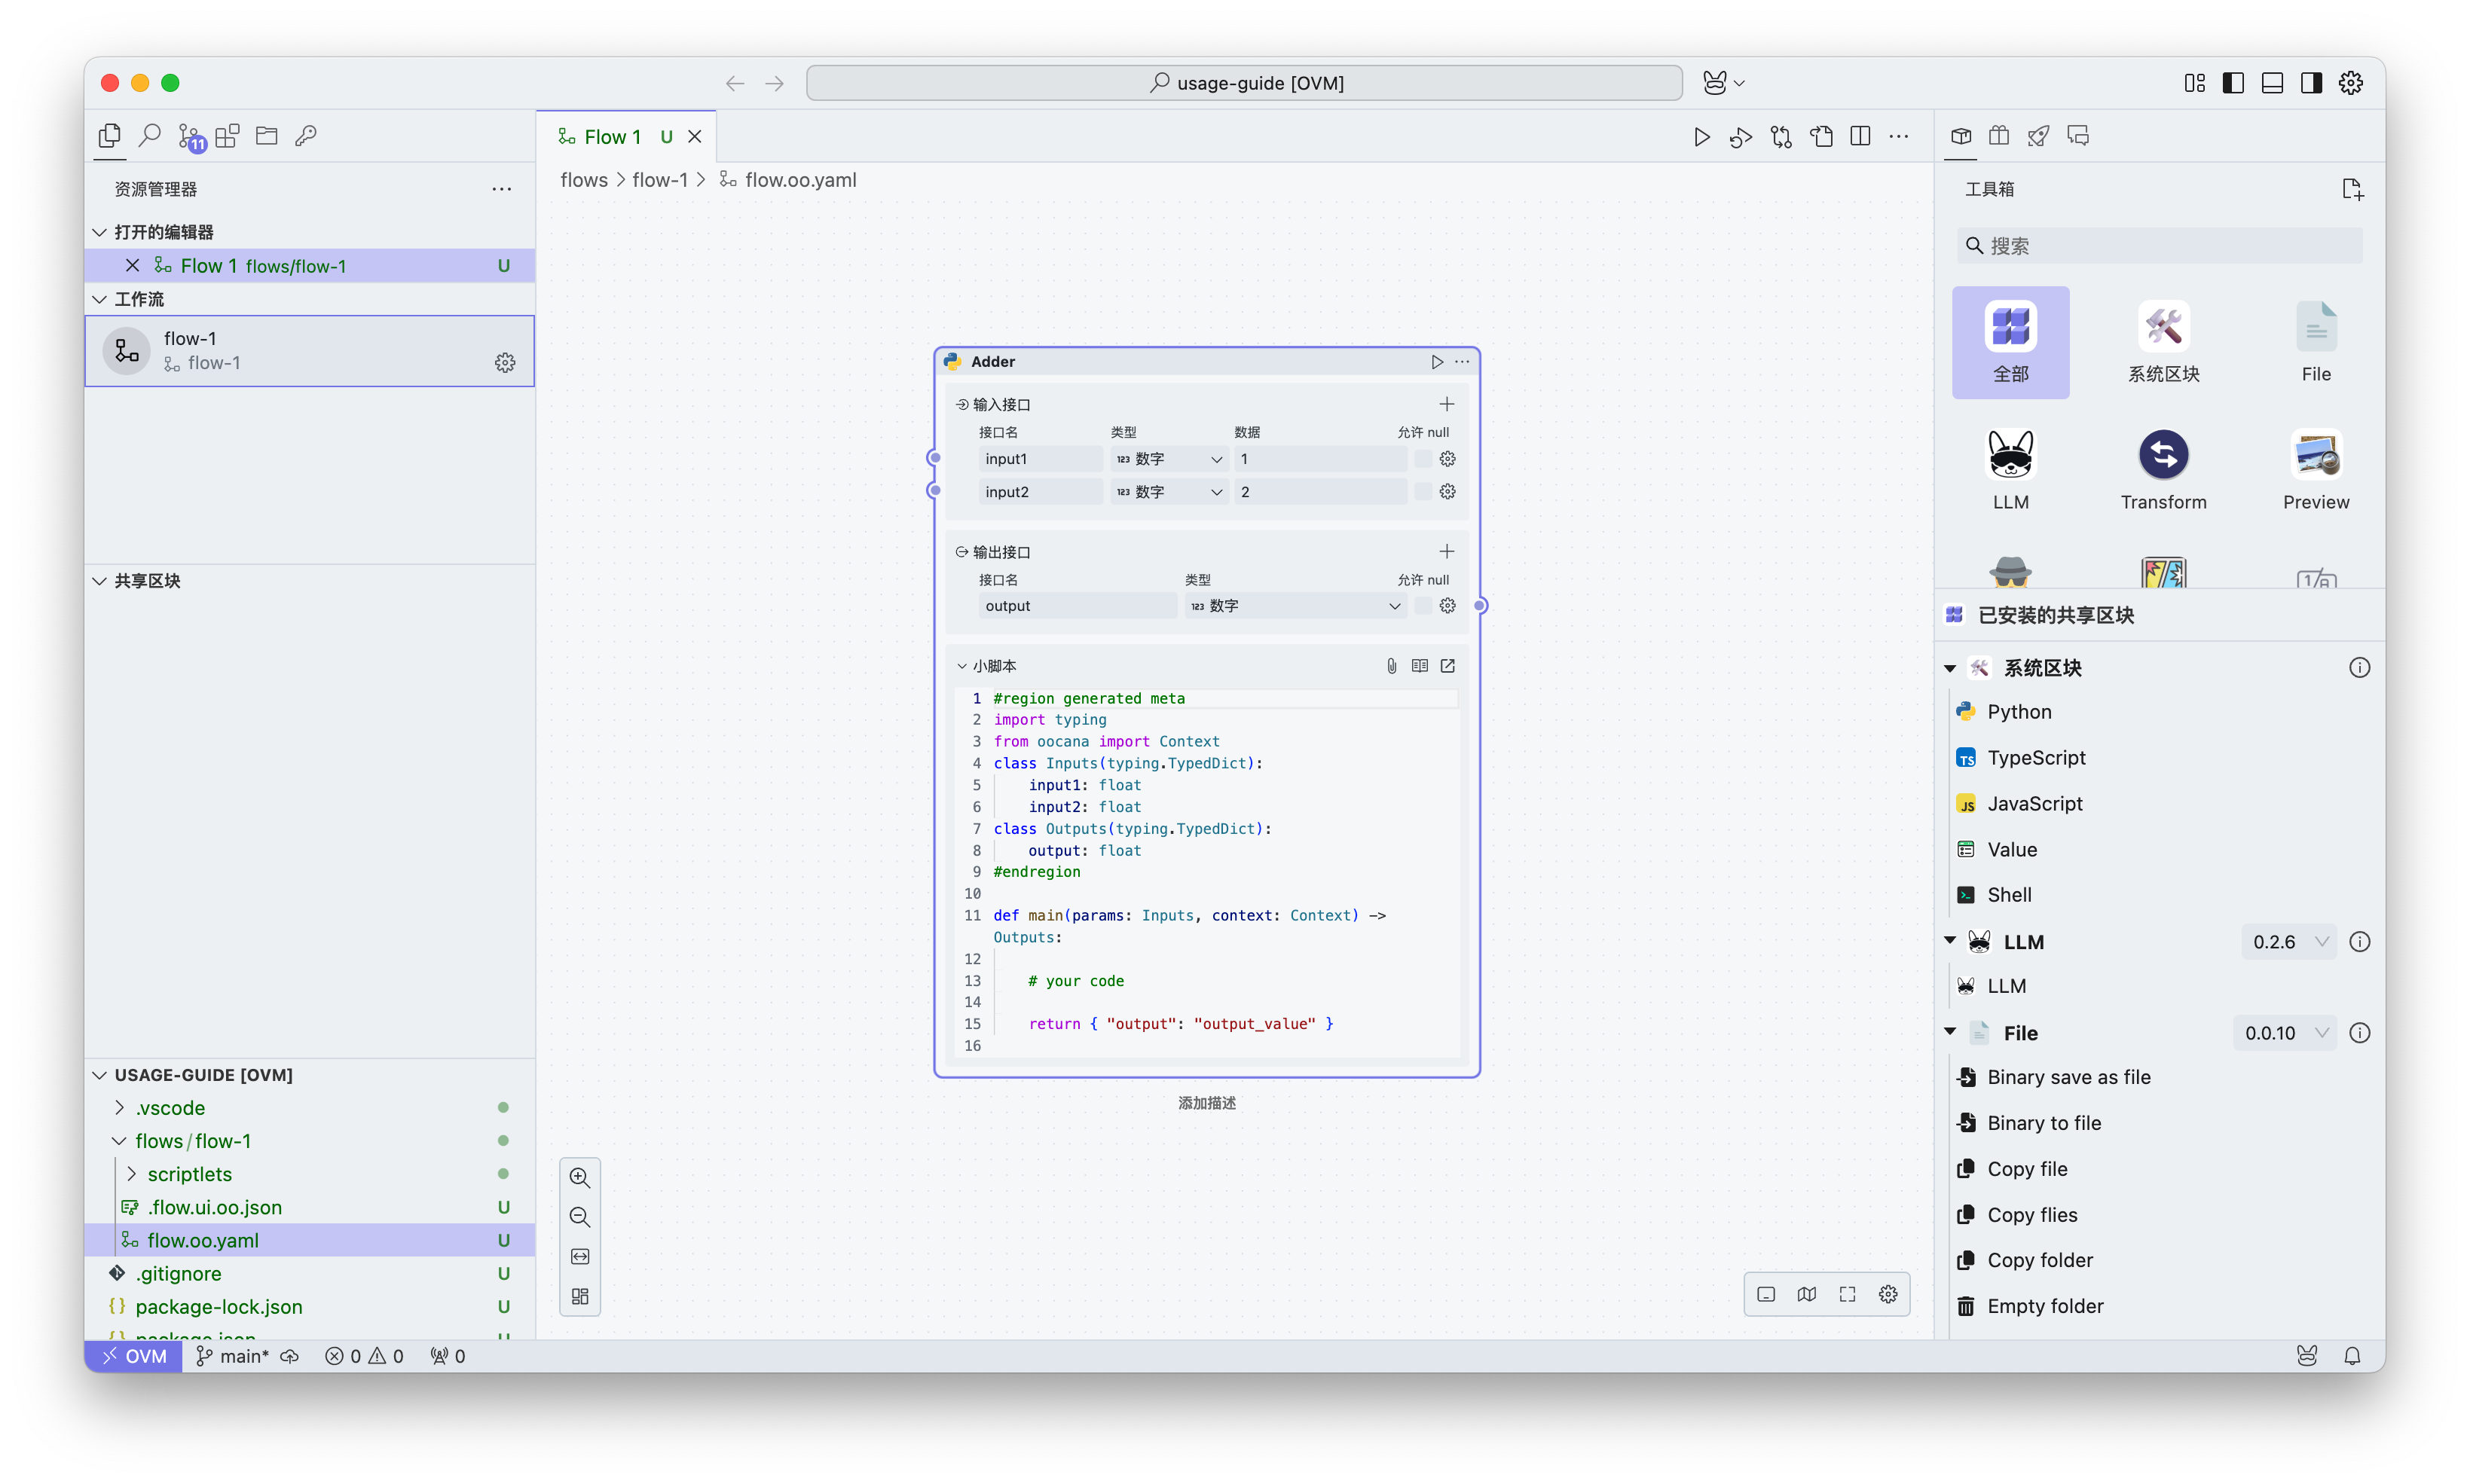 usage-guide [OVM]
11
资源管理器
打开的编辑器
Flow 1 flows/flow-1 U
工作流
flow-1
flow-1
共享区块
USAGE-GUIDE [OVM]
.vscode
flows/flow-1
scriptlets
.flow.ui.oo.json U
flow.oo.yaml U
.gitignore U
package-lock.json U
package.json U
Flow 1 U
flows > flow-1 > flow.oo.yaml
Adder
输入接口
接口名 类型 数据 允许 null
input1 123 数字 1
input2 123 数字 2
输出接口
接口名 类型 允许 null
output 123 数字
小脚本
1 #region generated meta
2 import typing
3 from oocana import Context
4 class Inputs(typing.TypedDict):
5 input1: float
6 input2: float
7 class Outputs(typing.TypedDict):
8 output: float
9 #endregion
10
11 def main(params: Inputs, context: Context) ->
Outputs:
12
13 # your code
14
15 return { "output": "output_value" }
16
添加描述
工具箱
搜索
全部 系统区块 File
LLM Transform Preview
已安装的共享区块
系统区块
Python
TS TypeScript
JS JavaScript
Value
Shell
LLM 0.2.6
LLM
File 0.0.10
Binary save as file
Binary to file
Copy file
Copy flies
Copy folder
Empty folder
OVM main* 0 0 0